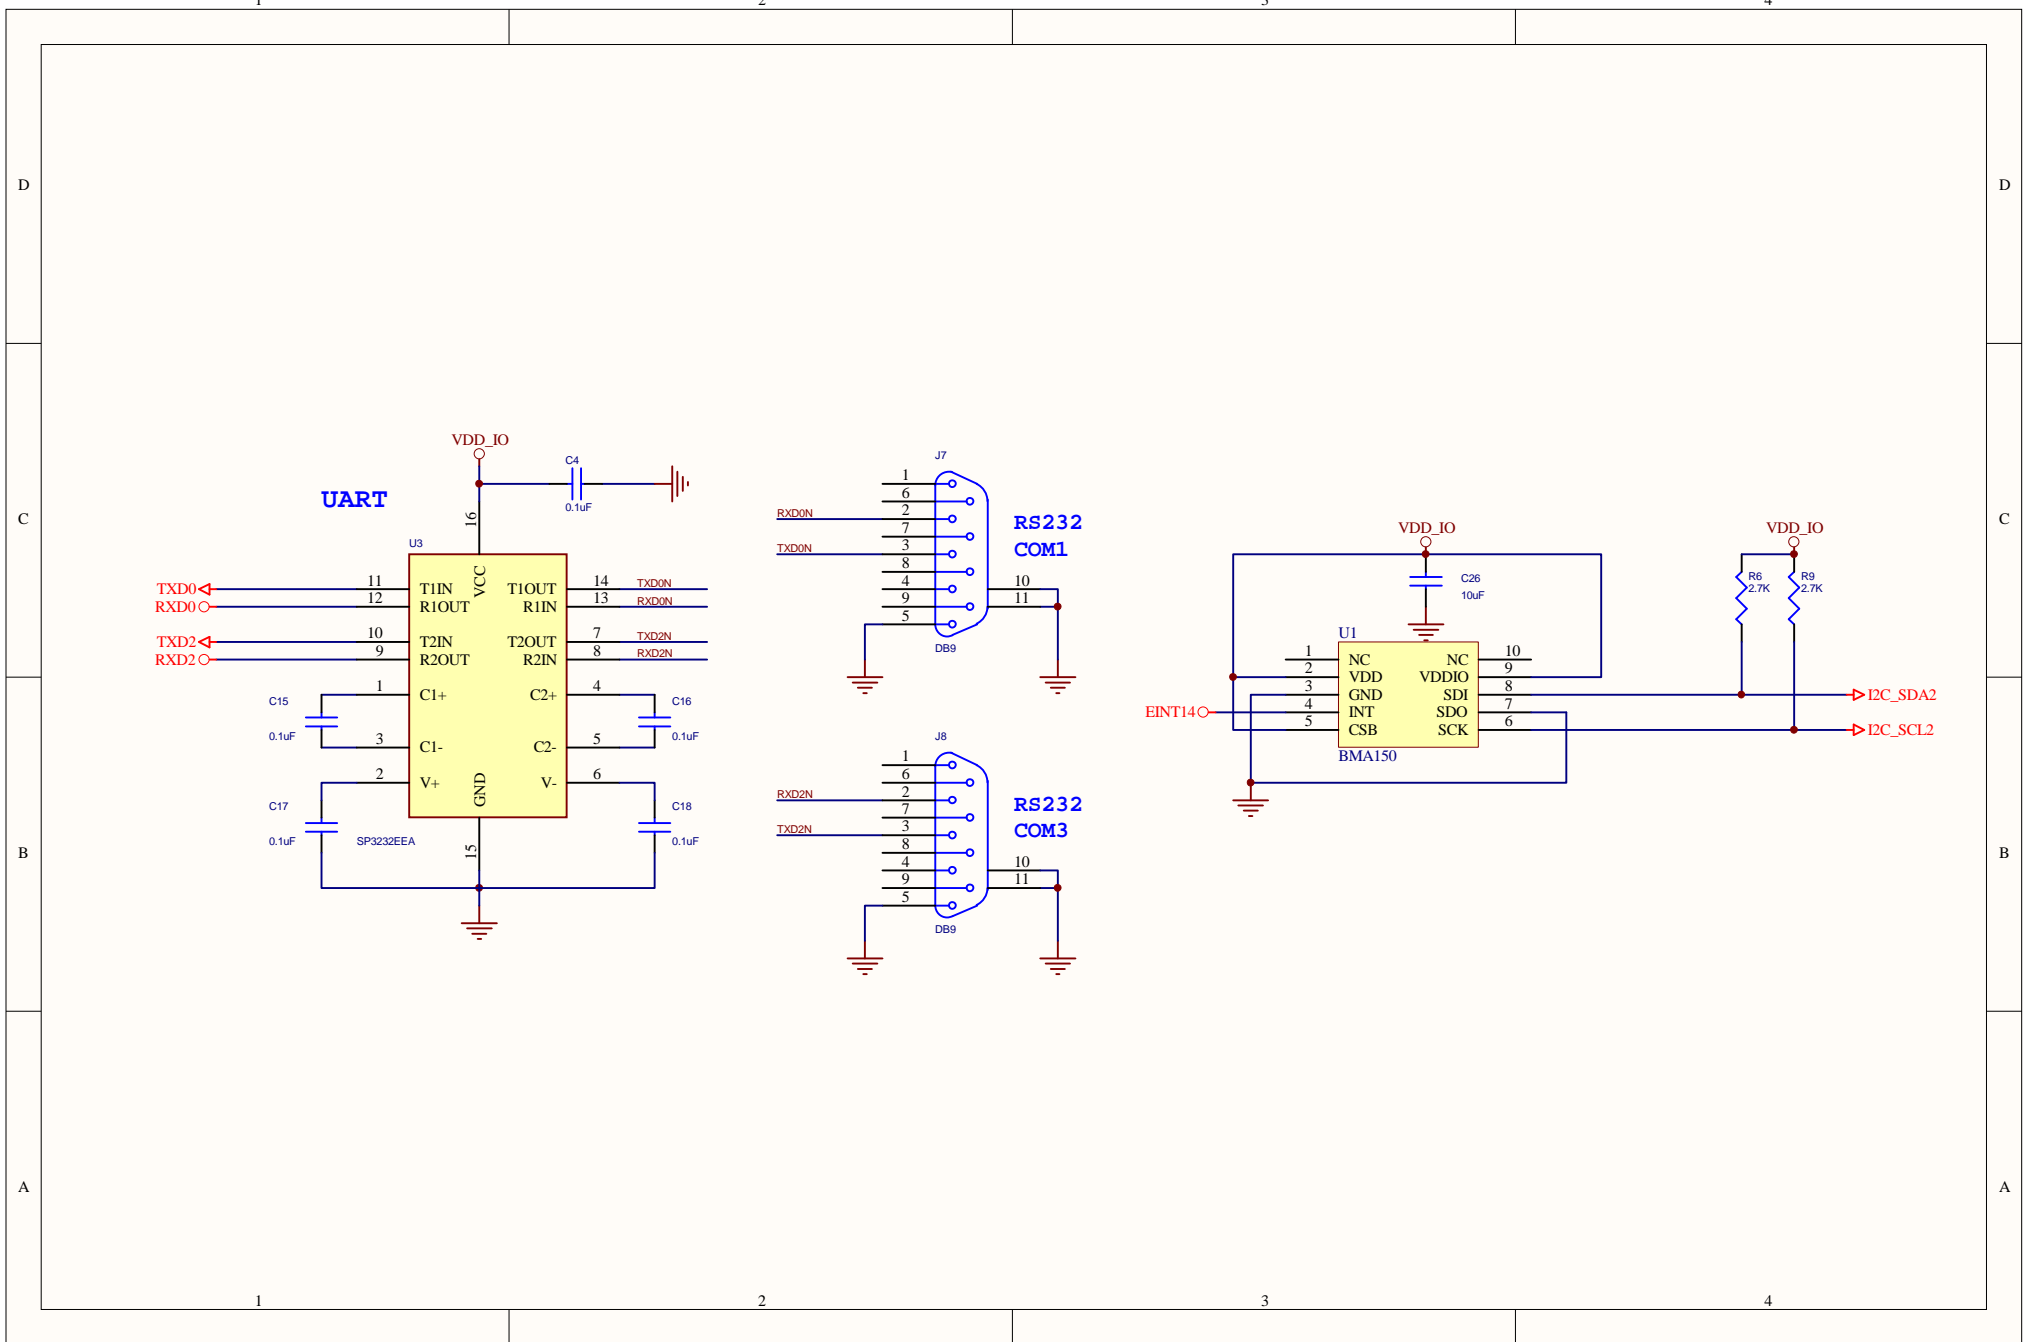 1 2 3 4
D D
C C
B B
A A
1 2 3 4
UART
VDD_IO
C4
0.1uF
16
U3
VCC
TXD0 11 T1IN T1OUT 14 TXD0N
RXD0 12 R1OUT R1IN 13 RXD0N
TXD2 10 T2IN T2OUT 7 TXD2N
RXD2 9 R2OUT R2IN 8 RXD2N
1 C1+ C2+ 4
C15 C16
0.1uF 0.1uF
3 C1- C2- 5
2 V+ V- 6
GND
C17 C18
0.1uF SP3232EEA 0.1uF
15
J7
1
6
RXD0N 2
7
TXD0N 3
8
4 10
9 11
5
DB9
RS232
COM1
J8
1
6
RXD2N 2
7
TXD2N 3
8
4 10
9 11
5
DB9
RS232
COM3
VDD_IO
C26
10uF
U1
1 NC NC 10
2 VDD VDDIO 9
3 GND SDI 8
EINT14 4 INT SDO 7
5 CSB SCK 6
BMA150
VDD_IO
R6 R9
2.7K 2.7K
I2C_SDA2
I2C_SCL2